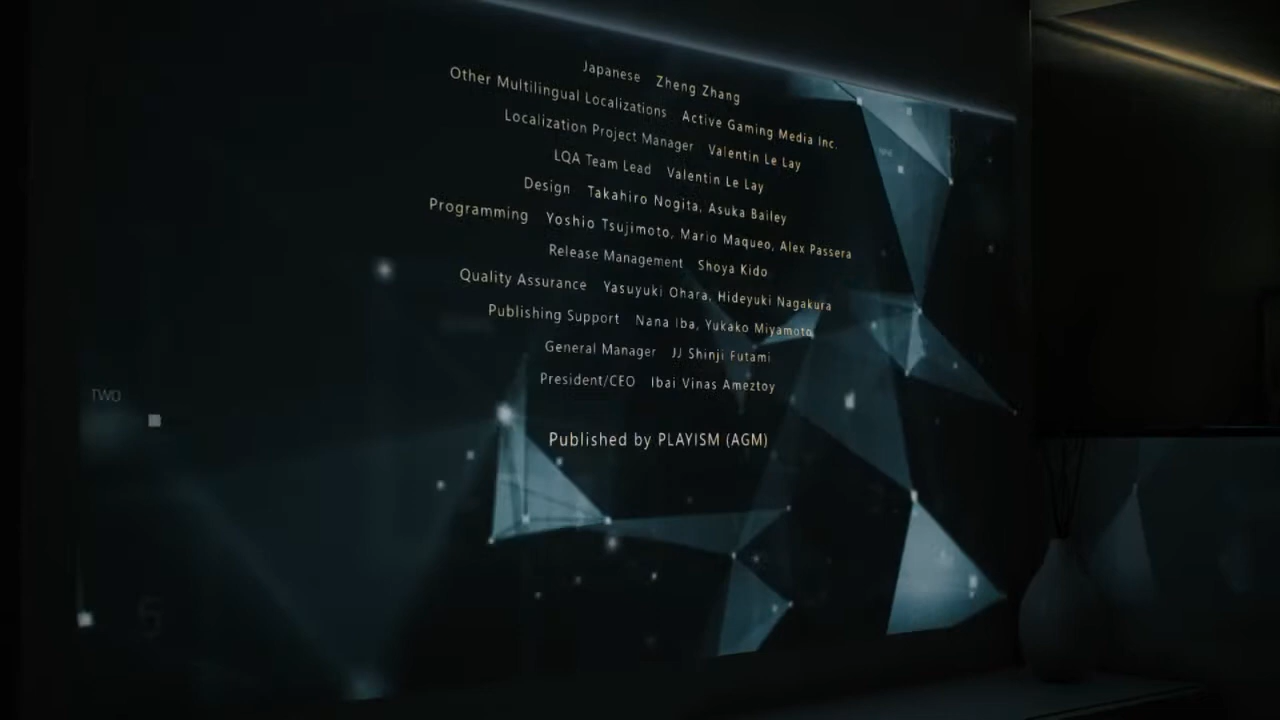 Japanese Zheng Zhang
Other Multilingual Localizations Active Gaming Media Inc.
Localization Project Manager Valentin Le Lay
LQA Team Lead Valentin Le Lay
Design Takahiro Nogita, Asuka Bailey
Programming Yoshio Tsujimoto, Mario Maqueo, Alex Passera
Release Management Shoya Kido
Quality Assurance Yasuyuki Ohara, Hideyuki Nagakura
Publishing Support Nana Iba, Yukako Miyamoto
General Manager JJ Shinji Futami
President/CEO Ibai Vinas Ameztoy
TWO
Published by PLAYISM (AGM)